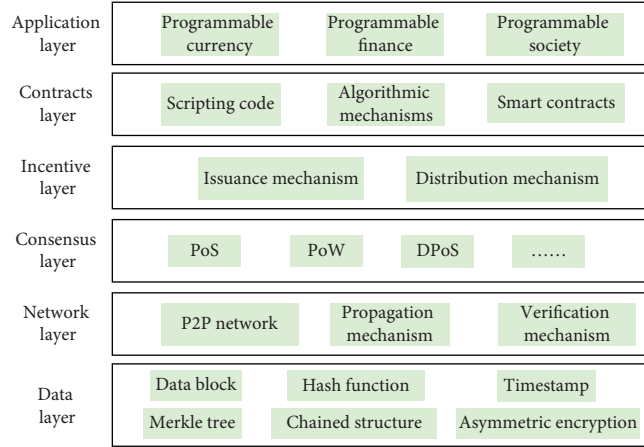 Application layer
Programmable currency
Programmable finance
Programmable society
Contracts layer
Scripting code
Algorithmic mechanisms
Smart contracts
Incentive layer
Issuance mechanism
Distribution mechanism
Consensus layer
PoS
PoW
DPoS
......
Network layer
P2P network
Propagation mechanism
Verification mechanism
Data layer
Data block
Hash function
Timestamp
Merkle tree
Chained structure
Asymmetric encryption